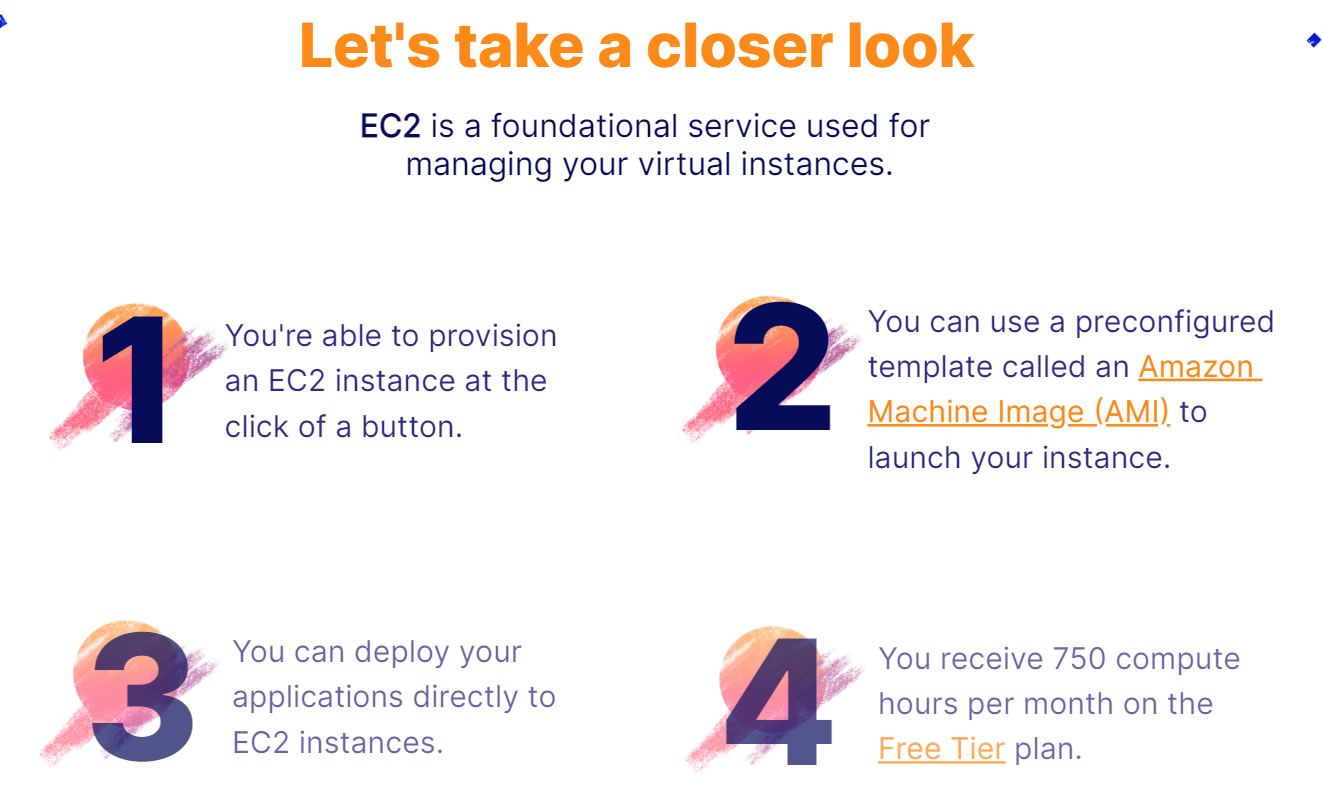 Let's take a closer look
EC2 is a foundational service used for
managing your virtual instances.
1
You're able to provision
an EC2 instance at the
click of a button.
2
You can use a preconfigured
template called an Amazon
Machine Image (AMI) to
launch your instance.
3
You can deploy your
applications directly to
EC2 instances.
4
You receive 750 compute
hours per month on the
Free Tier plan.